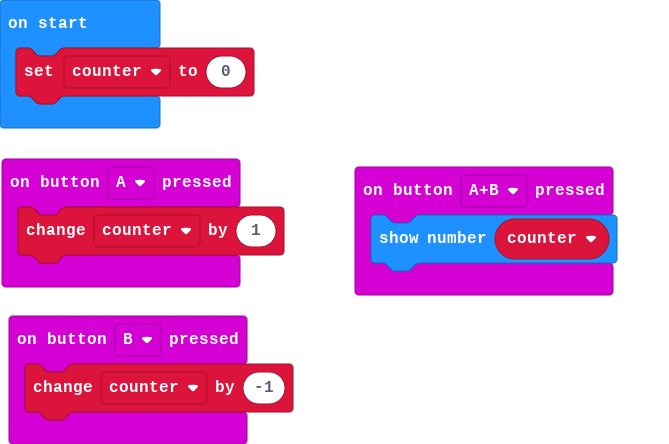 on start
set counter to 0
on button A pressed
change counter by 1
on button A+B pressed
show number counter
on button B pressed
change counter by -1